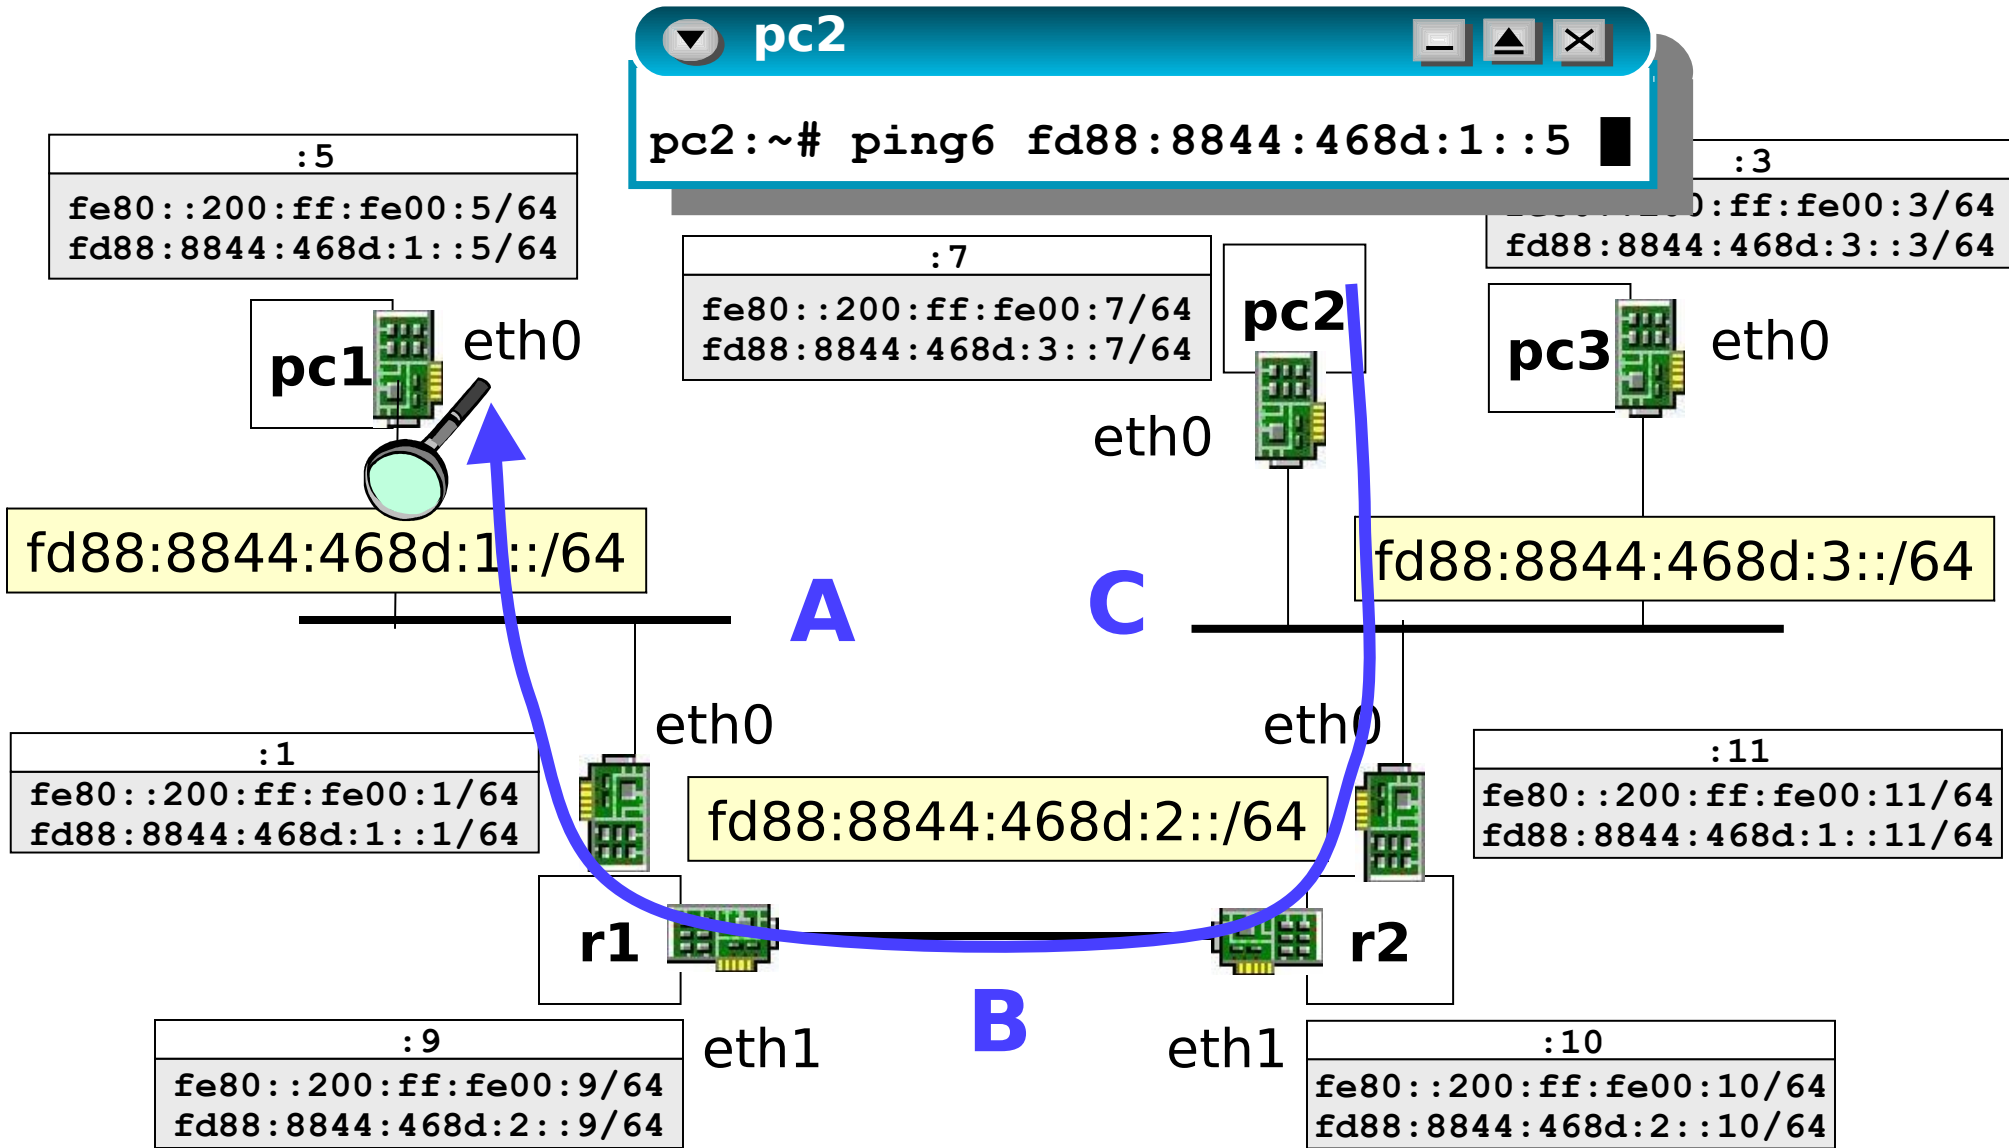 pc2
pc2:~# ping6 fd88:8844:468d:1::5
:5
fe80::200:ff:fe00:5/64
fd88:8844:468d:1::5/64
:3
:ff:fe00:3/64
fd88:8844:468d:3::3/64
:7
fe80::200:ff:fe00:7/64
fd88:8844:468d:3::7/64
pc1
eth0
pc2
eth0
pc3
eth0
fd88:8844:468d:1::/64
fd88:8844:468d:3::/64
A
C
eth0
eth0
:1
fe80::200:ff:fe00:1/64
fd88:8844:468d:1::1/64
fd88:8844:468d:2::/64
:11
fe80::200:ff:fe00:11/64
fd88:8844:468d:1::11/64
r1
r2
B
eth1
eth1
:9
fe80::200:ff:fe00:9/64
fd88:8844:468d:2::9/64
:10
fe80::200:ff:fe00:10/64
fd88:8844:468d:2::10/64